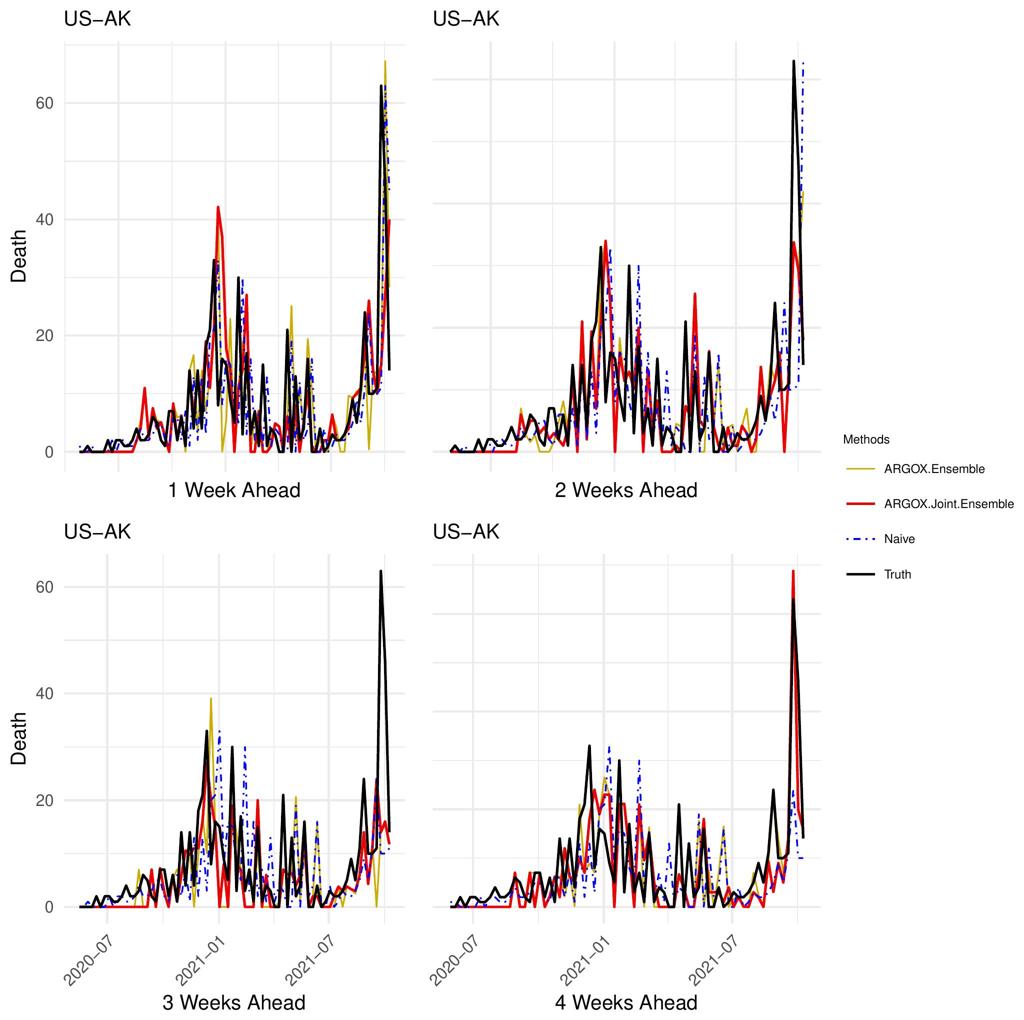 US−AK
US−AK
Death
60
40
20
0
1 Week Ahead
2 Weeks Ahead
US−AK
US−AK
Death
60
40
20
0
2020−07
2021−01
2021−07
2020−07
2021−01
2021−07
3 Weeks Ahead
4 Weeks Ahead
Methods
ARGOX.Ensemble
ARGOX.Joint.Ensemble
Naive
Truth